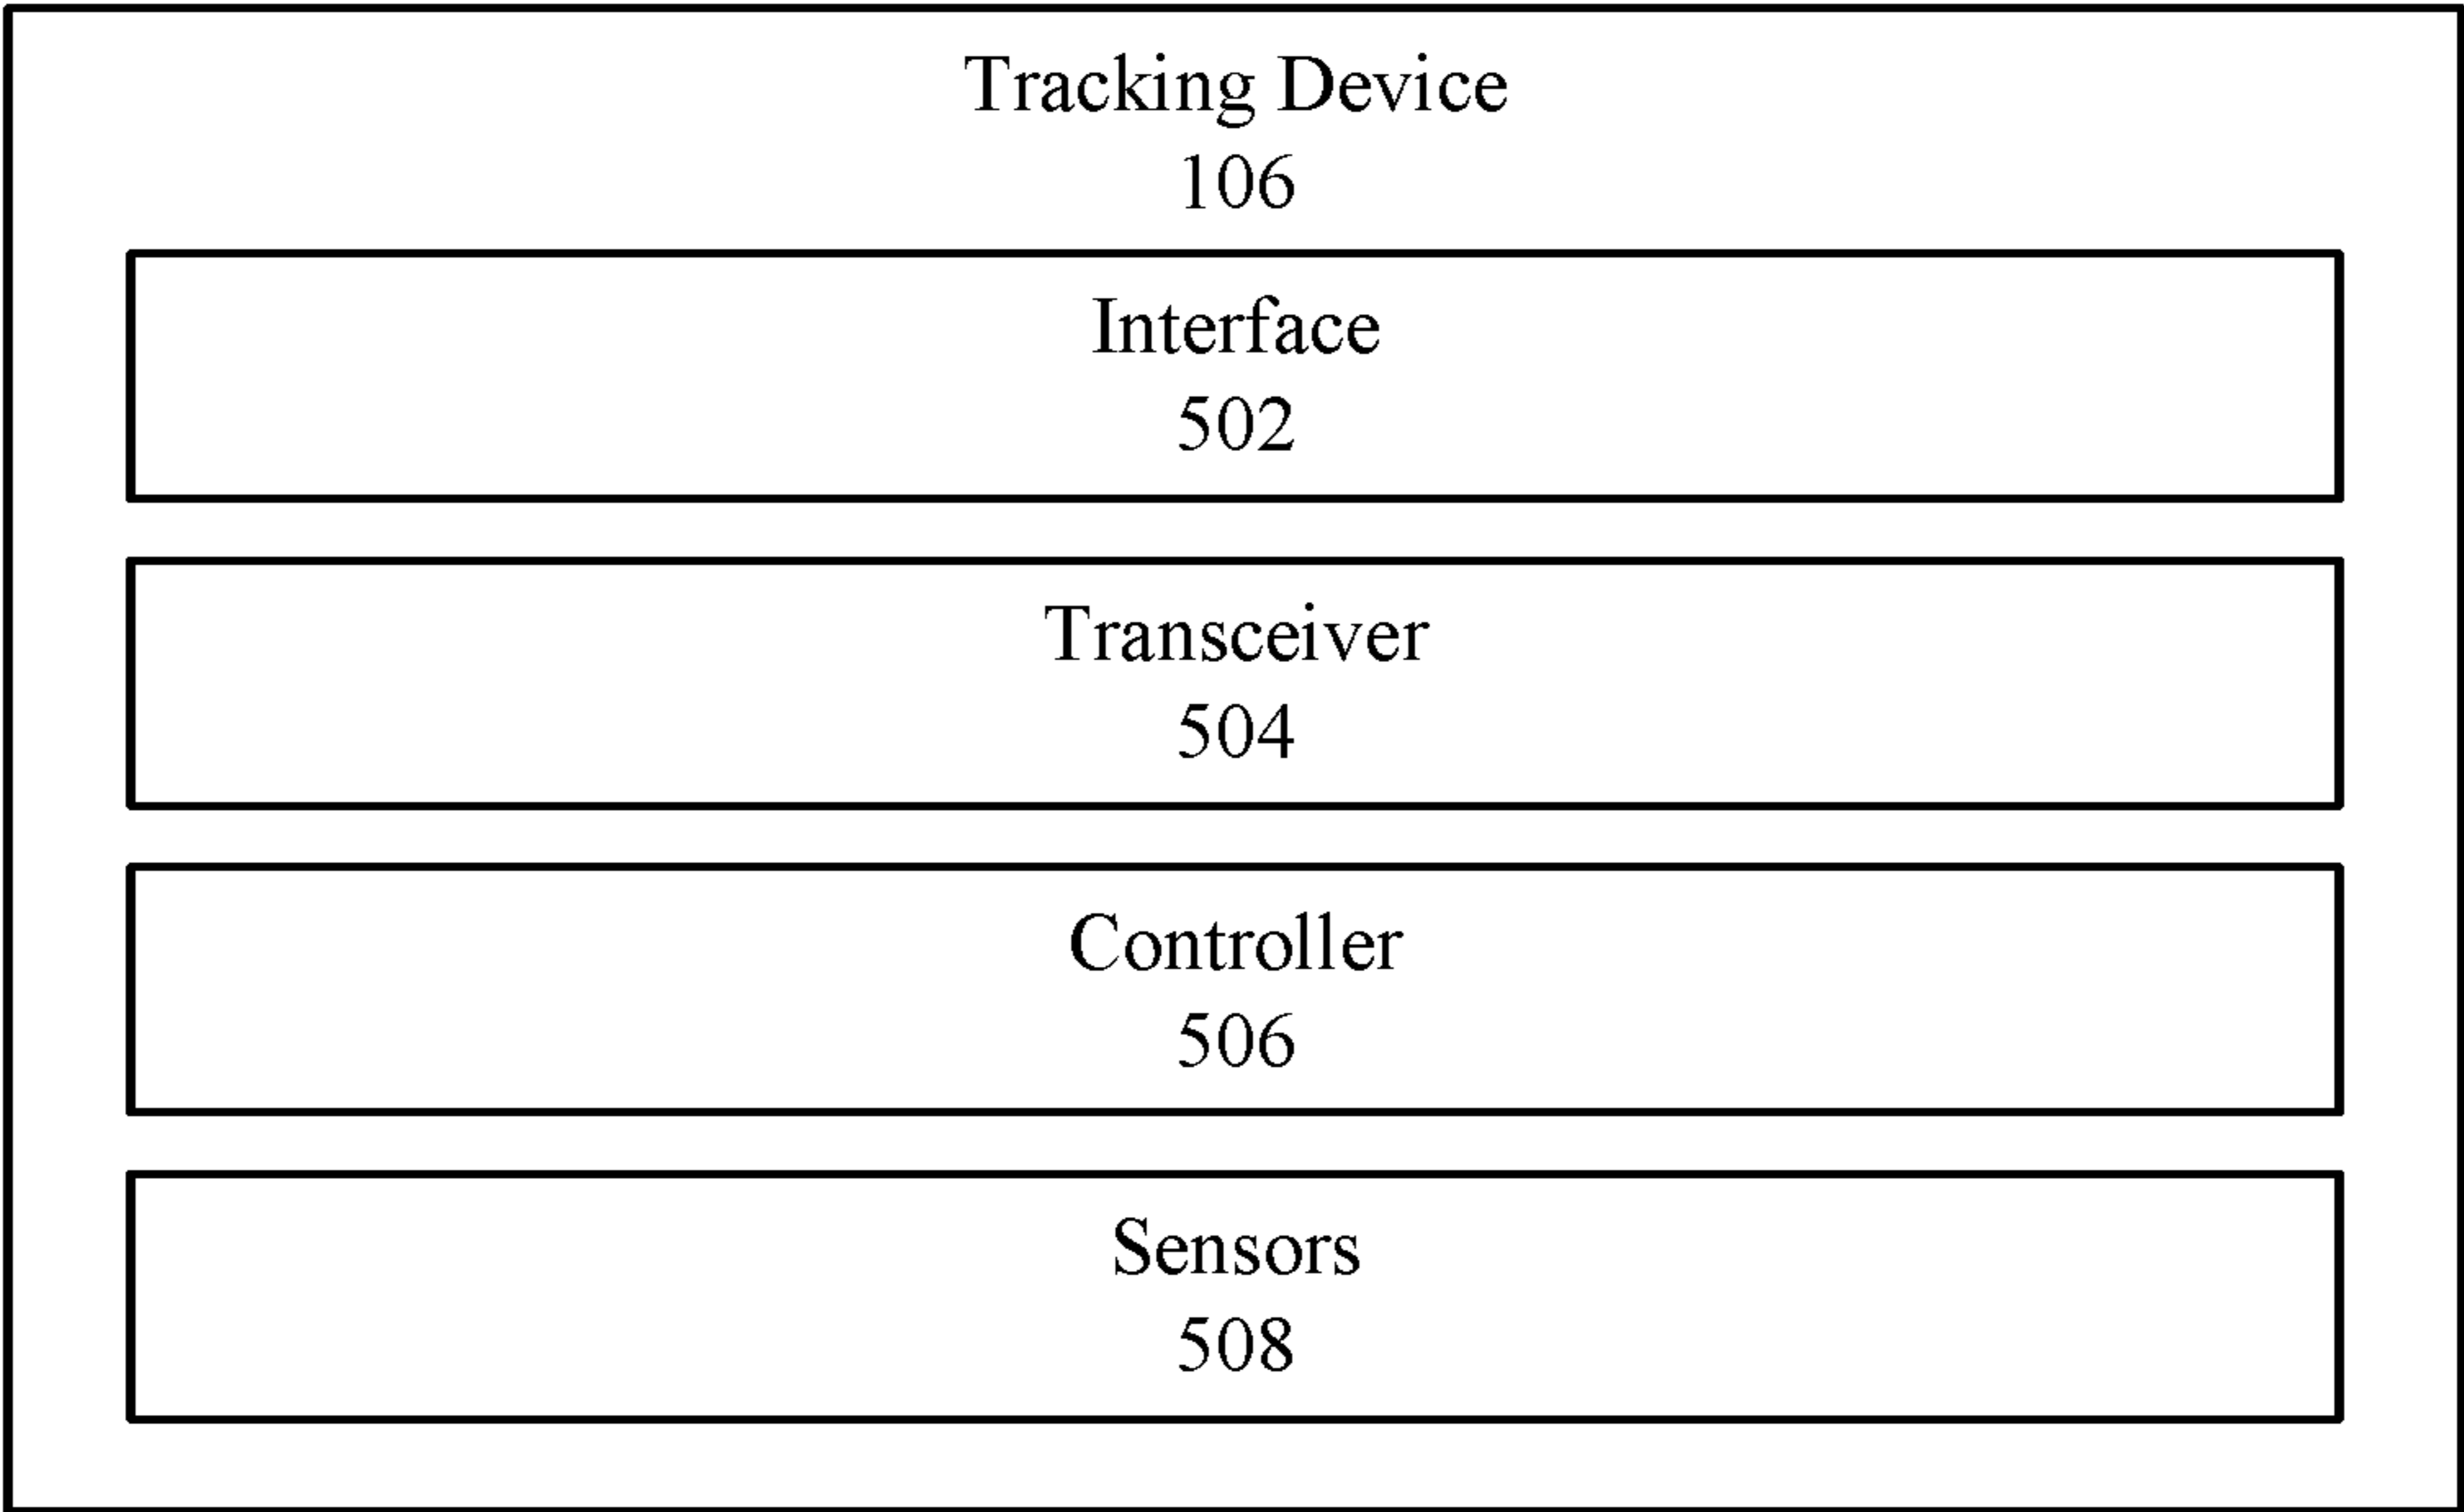 Tracking Device
106
Interface
502
Transceiver
504
Controller
506
Sensors
508